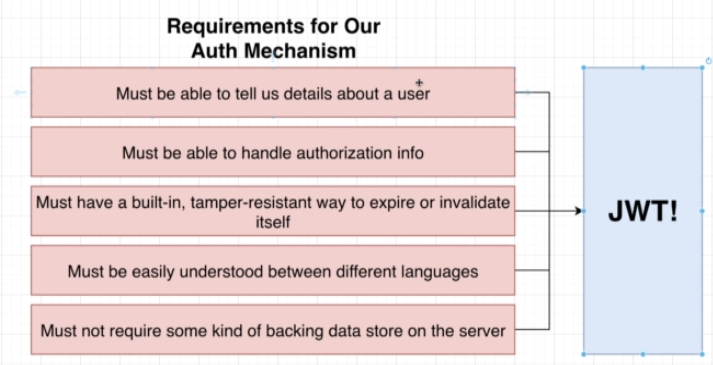 Requirements for Our
Auth Mechanism
Must be able to tell us details about a user
Must be able to handle authorization info
Must have a built-in, tamper-resistant way to expire or invalidate
itself
Must be easily understood between different languages
Must not require some kind of backing data store on the server
JWT!